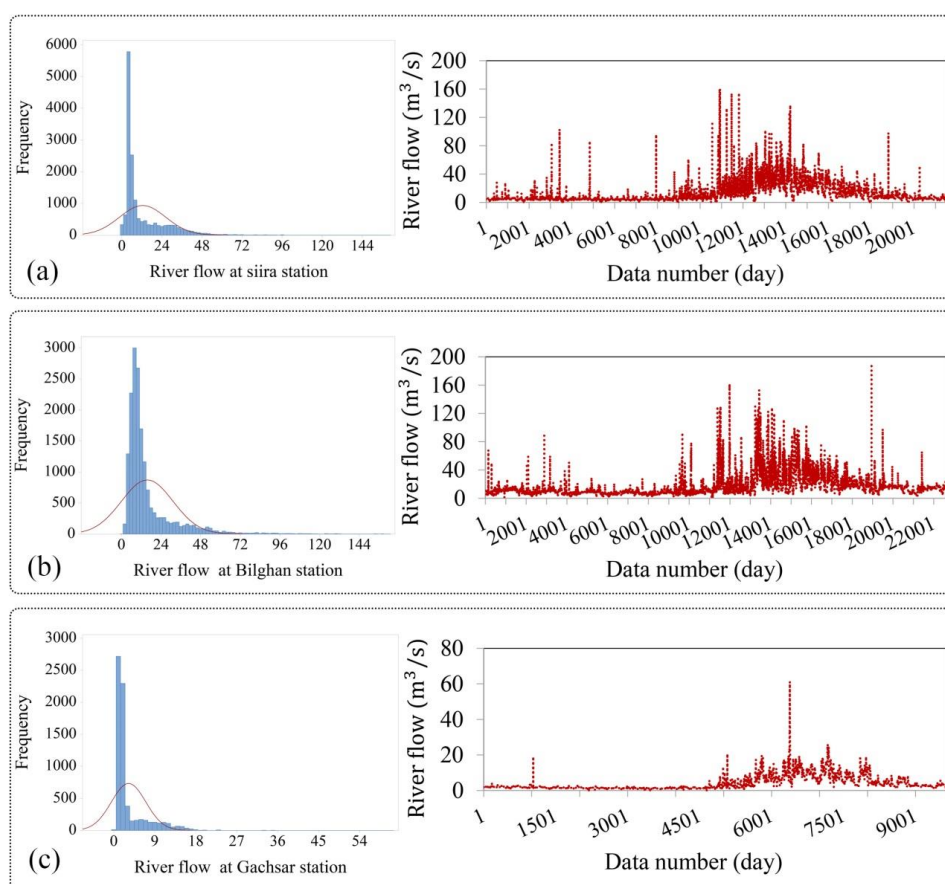 6000
5000
4000
3000
2000
1000
0
Frequency
0 24 48 72 96 120 144
River flow at siira station
(a)
200
160
120
80
40
0
River flow (m³/s)
1 2001 4001 6001 8001 10001 12001 14001 16001 18001 20001
Data number (day)
3000
2500
2000
1500
1000
500
0
Frequency
0 24 48 72 96 120 144
River flow at Bilghan station
(b)
200
160
120
80
40
0
River flow (m³/s)
1 2001 4001 6001 8001 10001 12001 14001 16001 18001 20001 22001
Data number (day)
3000
2500
2000
1500
1000
500
0
Frequency
0 9 18 27 36 45 54
River flow at Gachsar station
(c)
80
60
40
20
0
River flow (m³/s)
1 1501 3001 4501 6001 7501 9001
Data number (day)